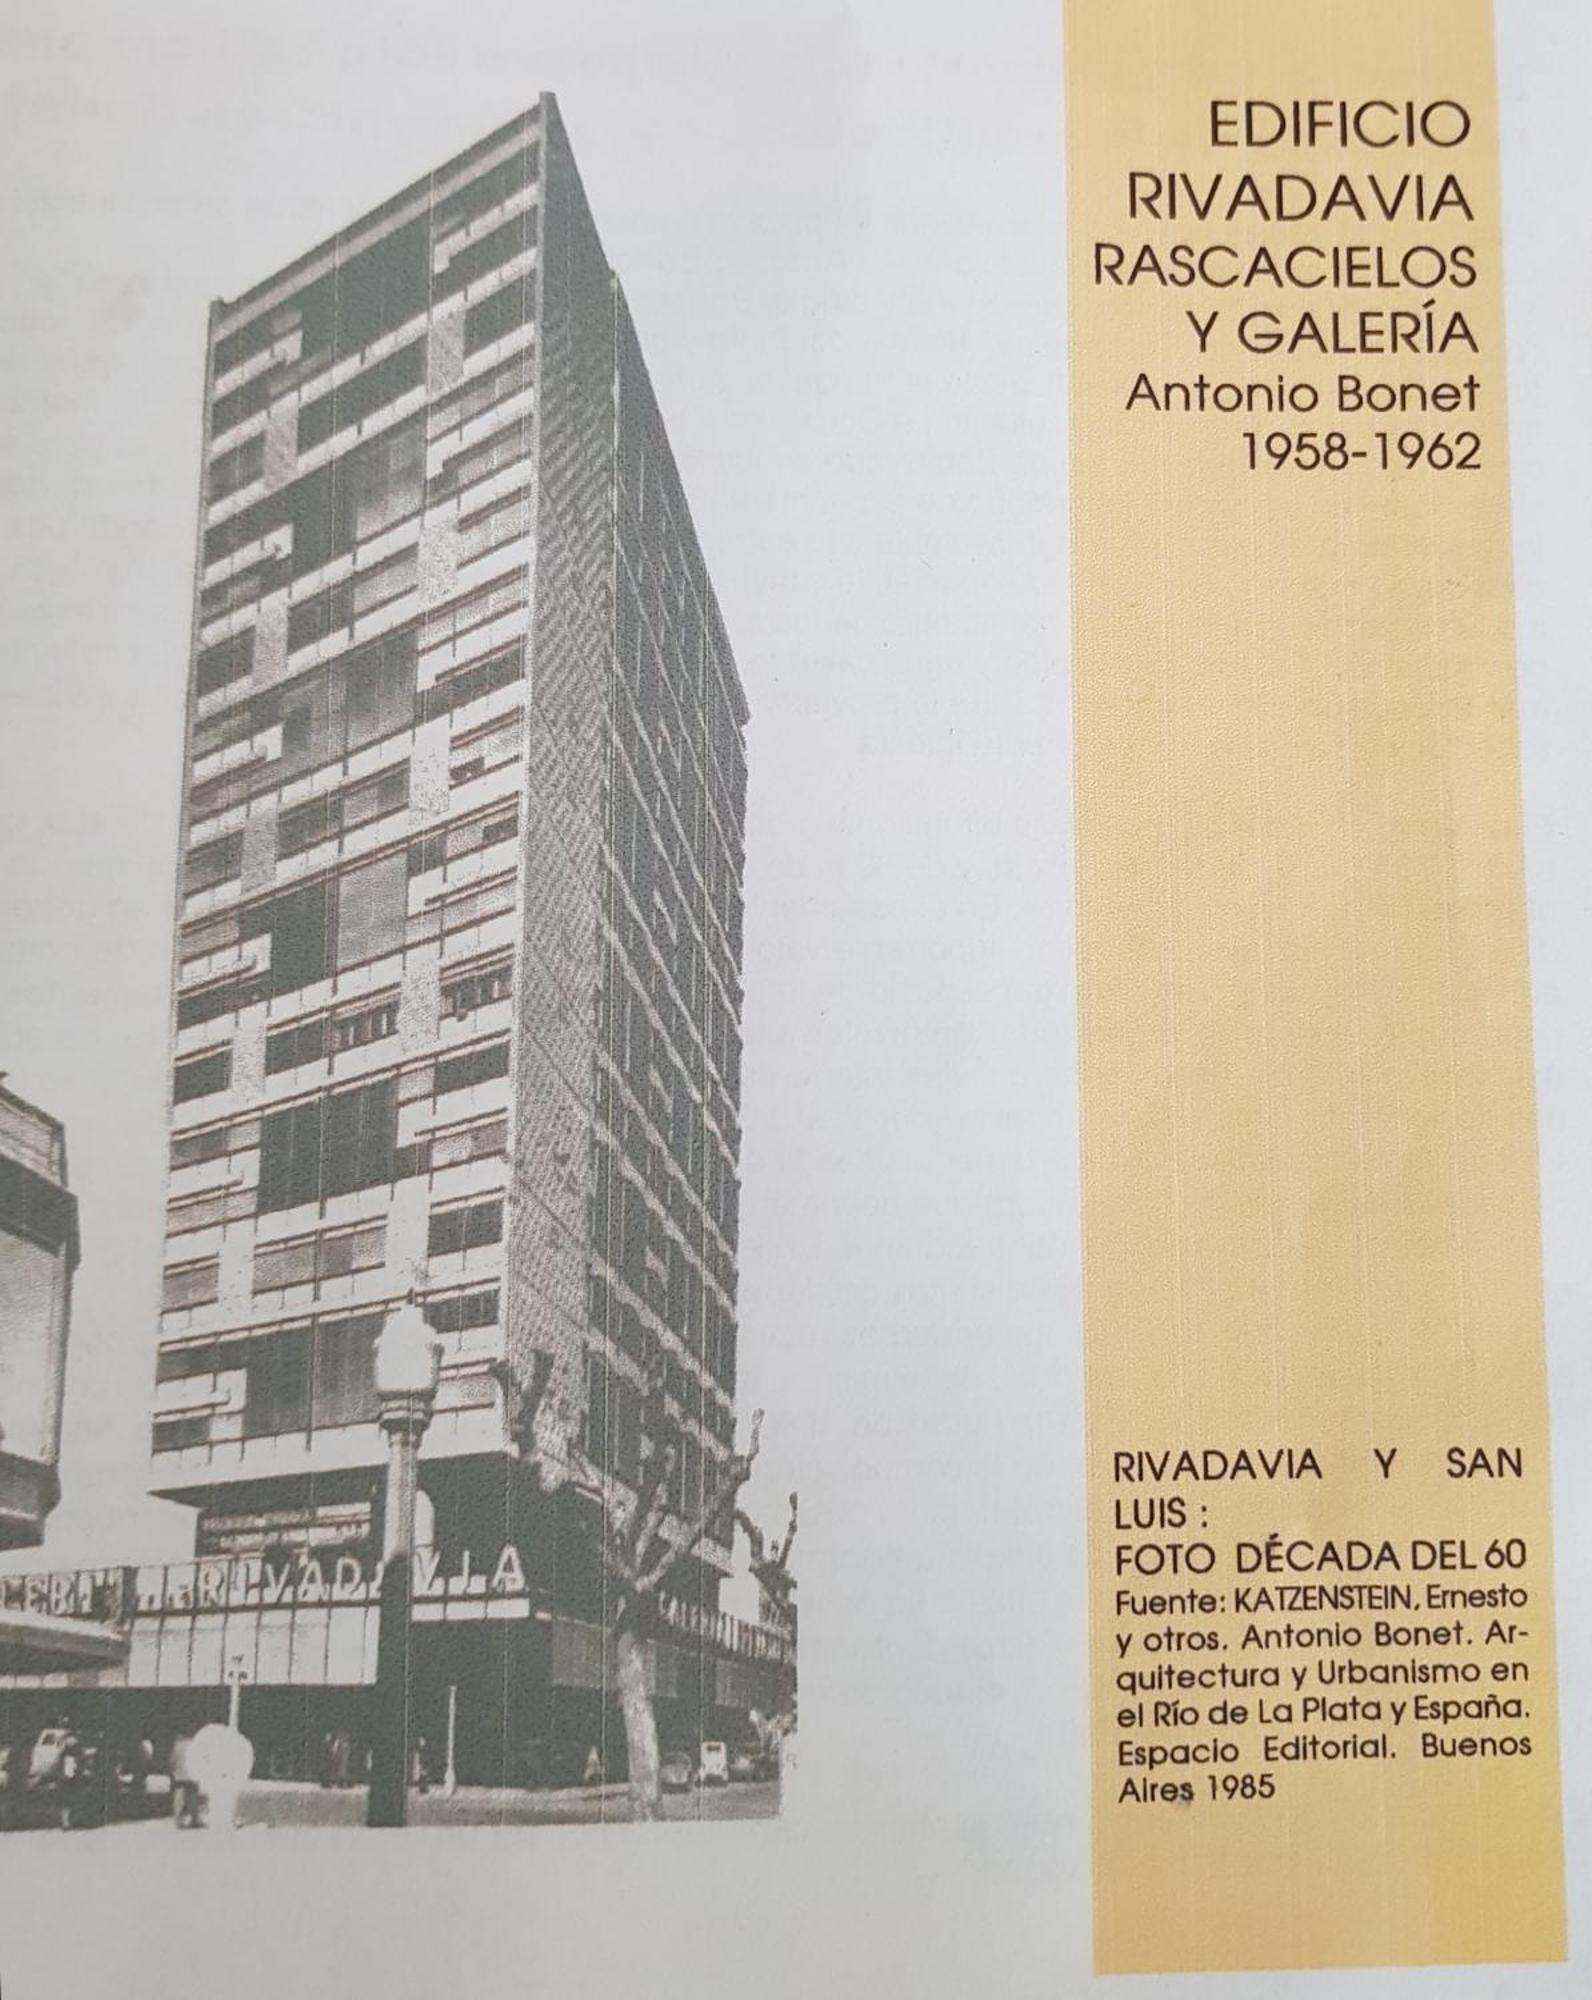 EDIFICIO
RIVADAVIA
RASCACIELOS
Y GALERÍA
Antonio Bonet
1958-1962
RIVADAVIA
RIVADAVIA Y SAN
LUIS :
FOTO DÉCADA DEL 60
Fuente: KATZENSTEIN, Ernesto
y otros. Antonio Bonet. Ar-
quitectura y Urbanismo en
el Río de La Plata y España.
Espacio Editorial. Buenos
Aires 1985